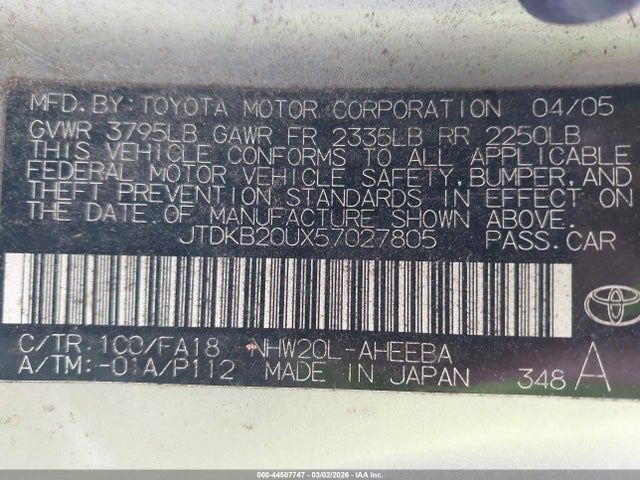 MFD. BY: TOYOTA MOTOR CORPORATION 04/05
GVWR 3795LB GAWR FR 2335LB RR 2250LB
THIS VEHICLE CONFORMS TO ALL APPLICABLE
FEDERAL MOTOR VEHICLE SAFETY, BUMPER, AND
THEFT PREVENTION STANDARDS IN EFFECT ON
THE DATE OF MANUFACTURE SHOWN ABOVE.
JTDKB20UX57027805 PASS. CAR
C/TR: 1C0/FA18 NHW20L-AHEEBA
A/TM: -01A/P112 MADE IN JAPAN 348 A
000-44507747 - 03/02/2026 - IAA Inc.